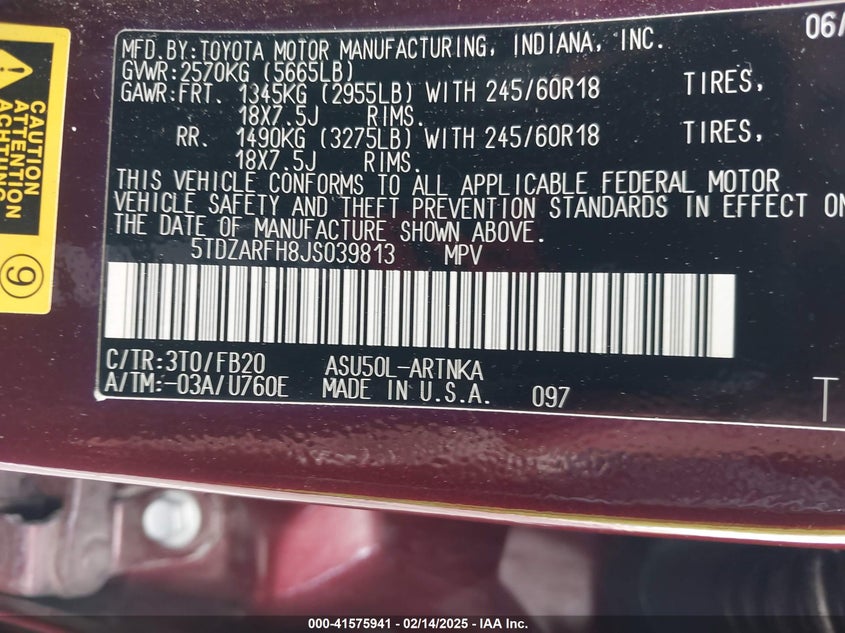 06/
MFD.BY:TOYOTA MOTOR MANUFACTURING, INDIANA, INC.
GVWR:2570KG (5665LB)
GAWR:FRT. 1345KG (2955LB) WITH 245/60R18 TIRES,
18X7.5J RIMS.
RR. 1490KG (3275LB) WITH 245/60R18 TIRES,
18X7.5J RIMS.
THIS VEHICLE CONFORMS TO ALL APPLICABLE FEDERAL MOTOR
VEHICLE SAFETY AND THEFT PREVENTION STANDARDS IN EFFECT ON
THE DATE OF MANUFACTURE SHOWN ABOVE.
5TDZARFH8JS039813 MPV
C/TR:3T0/FB20 ASU50L-ARTNKA
A/TM:-03A/U760E MADE IN U.S.A. 097
T
CAUTION
ATTENTION
ACHTUNG
9
000-41575941 - 02/14/2025 - IAA Inc.